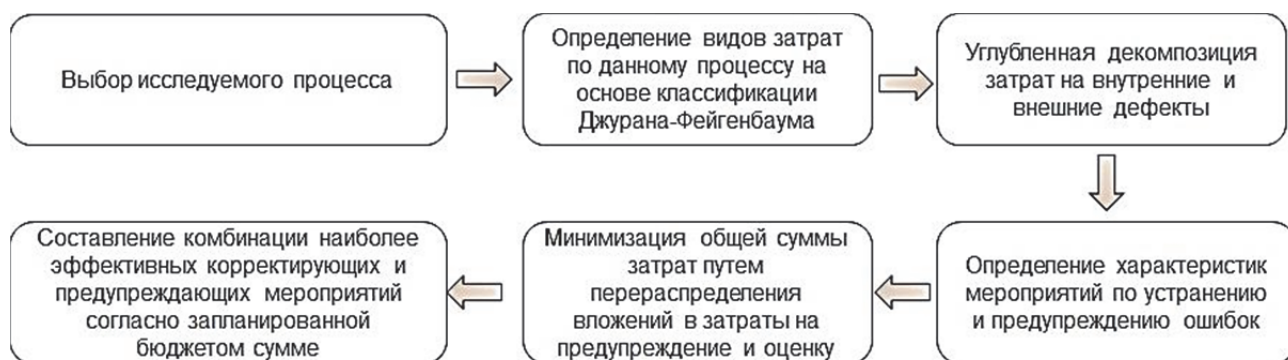 Выбор исследуемого процесса
Определение видов затрат
по данному процессу на
основе классификации
Джурана-Фейгенбаума
Углубленная декомпозиция
затрат на внутренние и
внешние дефекты
Определение характеристик
мероприятий по устранению
и предупреждению ошибок
Минимизация общей суммы
затрат путем
перераспределения
вложений в затраты на
предупреждение и оценку
Составление комбинации наиболее
эффективных корректирующих и
предупреждающих мероприятий
согласно запланированной
бюджетом сумме